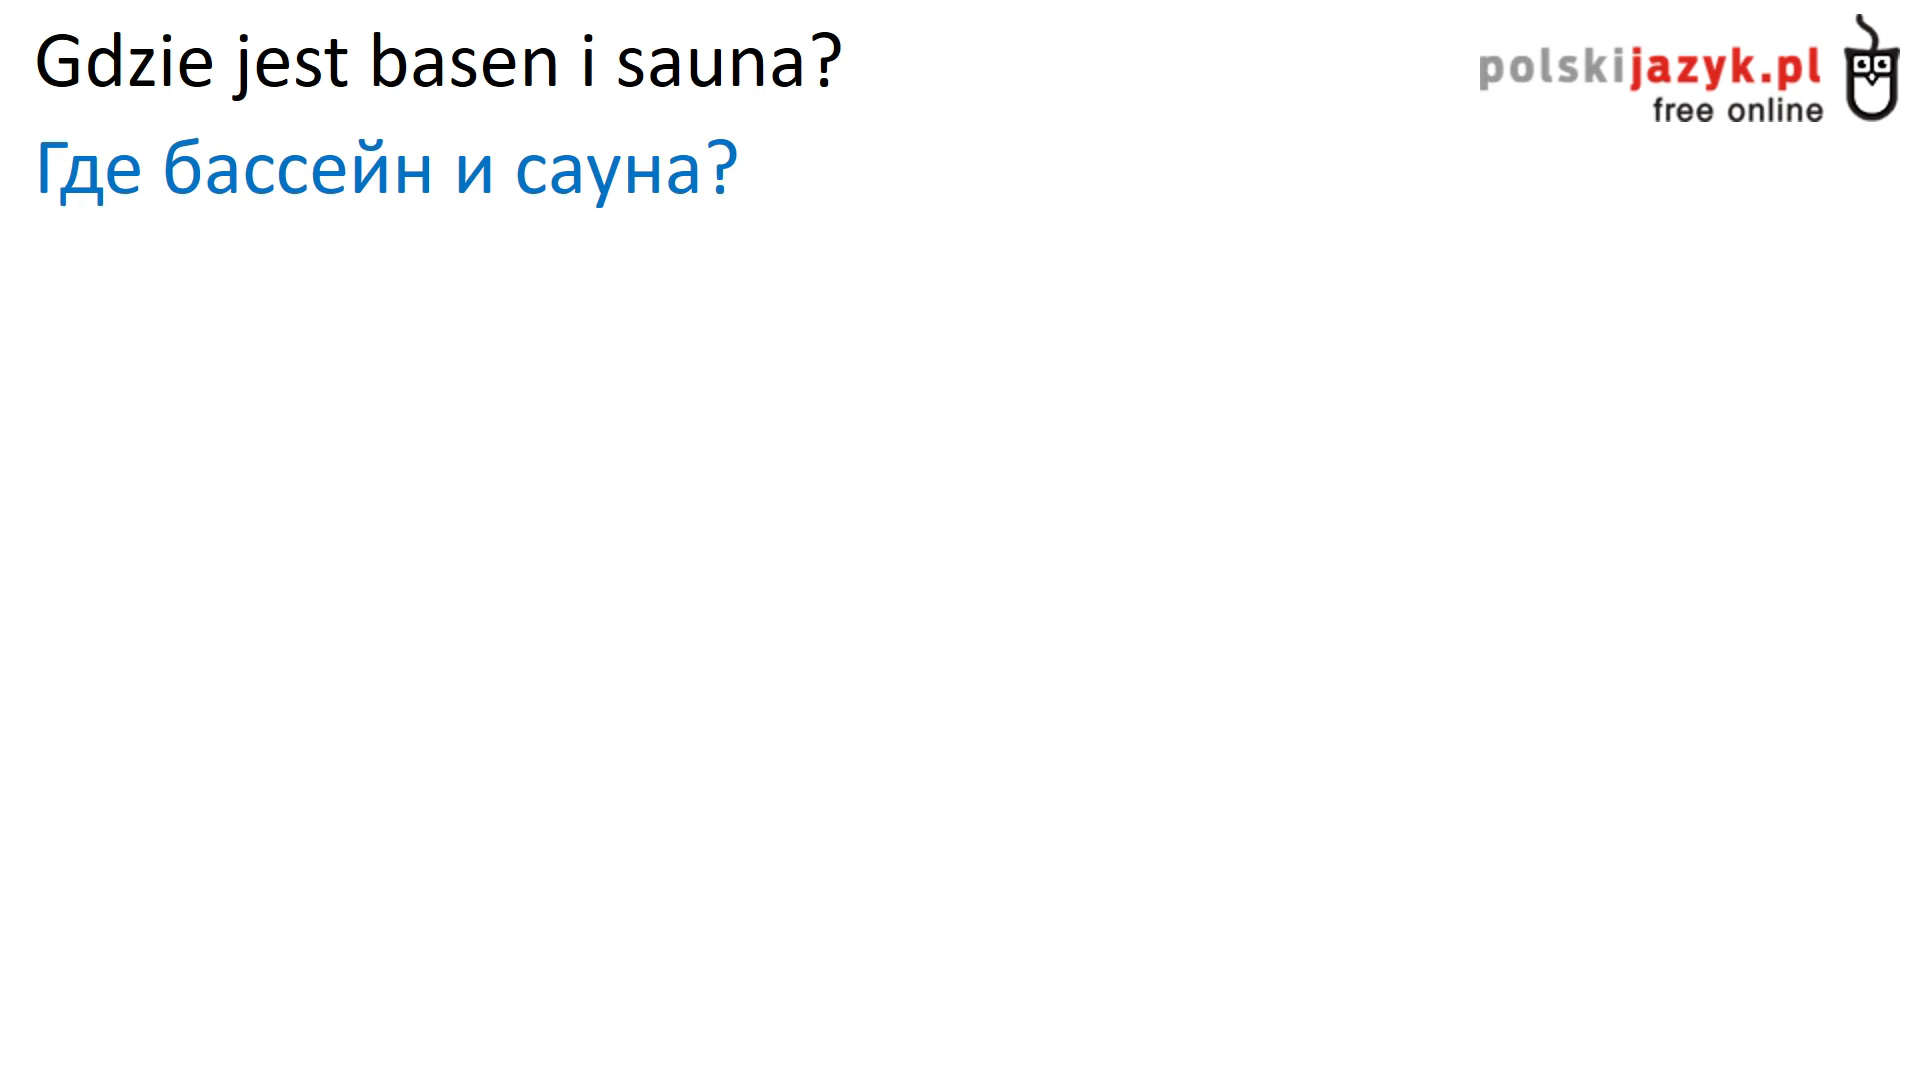 Gdzie jest basen i sauna?
Где бассейн и сауна?
polskijazyk.pl
free online